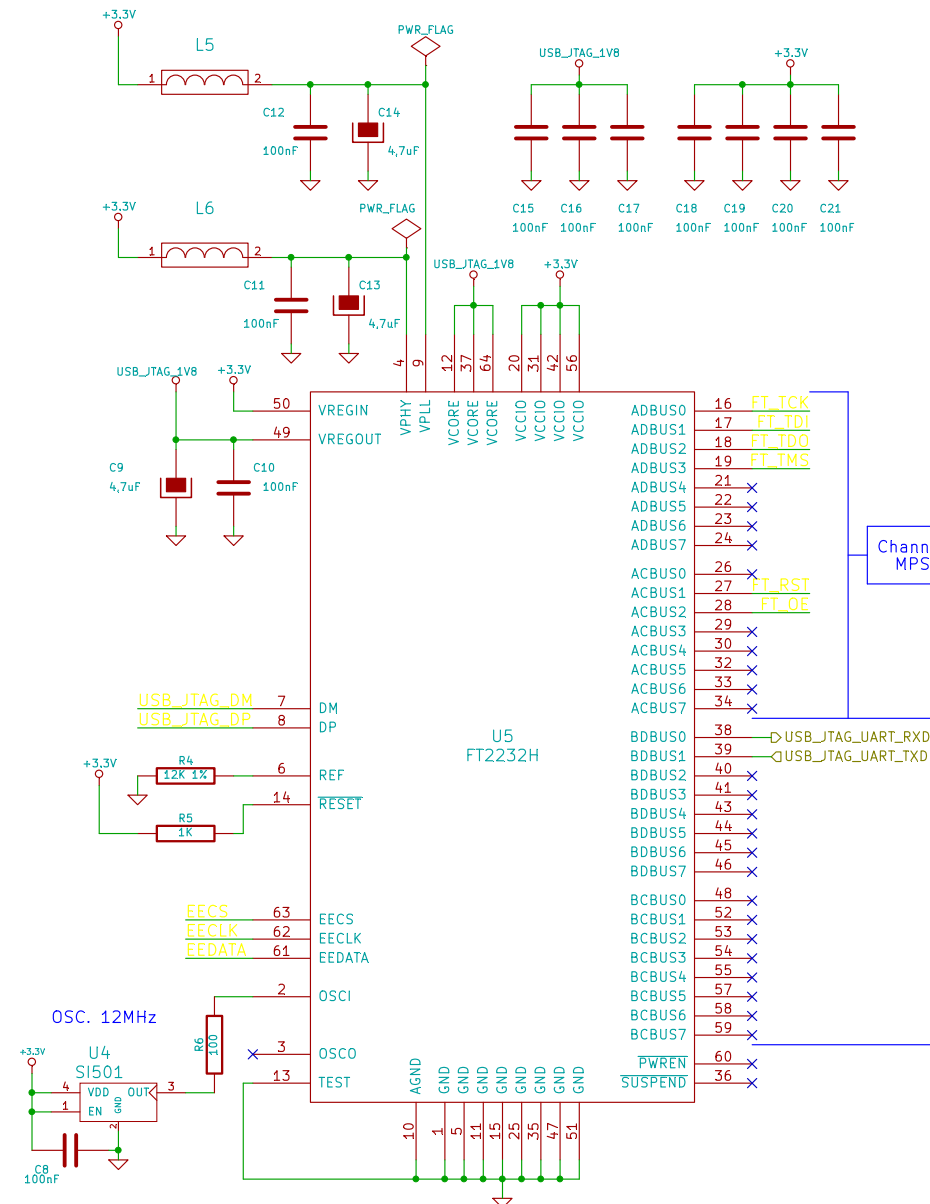 +3.3V
L5
PWR_FLAG
1
2
C12
100nF
C14
4,7uF
USB_JTAG_1V8
+3.3V
C15
100nF
C16
100nF
C17
100nF
C18
100nF
C19
100nF
C20
100nF
C21
100nF
+3.3V
L6
PWR_FLAG
1
2
C11
100nF
C13
4,7uF
USB_JTAG_1V8
+3.3V
4
9
12
37
64
20
31
42
56
VPHY
VPLL
VCORE
VCORE
VCORE
VCCIO
VCCIO
VCCIO
VCCIO
USB_JTAG_1V8
+3.3V
50 VREGIN
49 VREGOUT
C9
4,7uF
C10
100nF
ADBUS0 16 FT_TCK
ADBUS1 17 FT_TDI
ADBUS2 18 FT_TDO
ADBUS3 19 FT_TMS
ADBUS4 21
ADBUS5 22
ADBUS6 23
ADBUS7 24
Chann
MPS
ACBUS0 26
ACBUS1 27 FT_RST
ACBUS2 28 FT_OE
ACBUS3 29
ACBUS4 30
ACBUS5 32
ACBUS6 33
ACBUS7 34
USB_JTAG_DM 7 DM
USB_JTAG_DP 8 DP
U5
FT2232H
BDBUS0 38 USB_JTAG_UART_RXD
BDBUS1 39 USB_JTAG_UART_TXD
BDBUS2 40
BDBUS3 41
BDBUS4 43
BDBUS5 44
BDBUS6 45
BDBUS7 46
+3.3V
R4
12K 1%
6 REF
14 RESET
R5
1K
BCBUS0 48
BCBUS1 52
BCBUS2 53
BCBUS3 54
BCBUS4 55
BCBUS5 57
BCBUS6 58
BCBUS7 59
EECS 63 EECS
EECLK 62 EECLK
EEDATA 61 EEDATA
2 OSCI
R6
100
3 OSCO
13 TEST
PWREN 60
SUSPEND 36
OSC. 12MHz
+3.3V
U4
SI501
4 VDD
OUT 3
1 EN
GND
2
C8
100nF
AGND
GND
GND
GND
GND
GND
GND
GND
GND
10
1
5
11
15
25
35
47
51